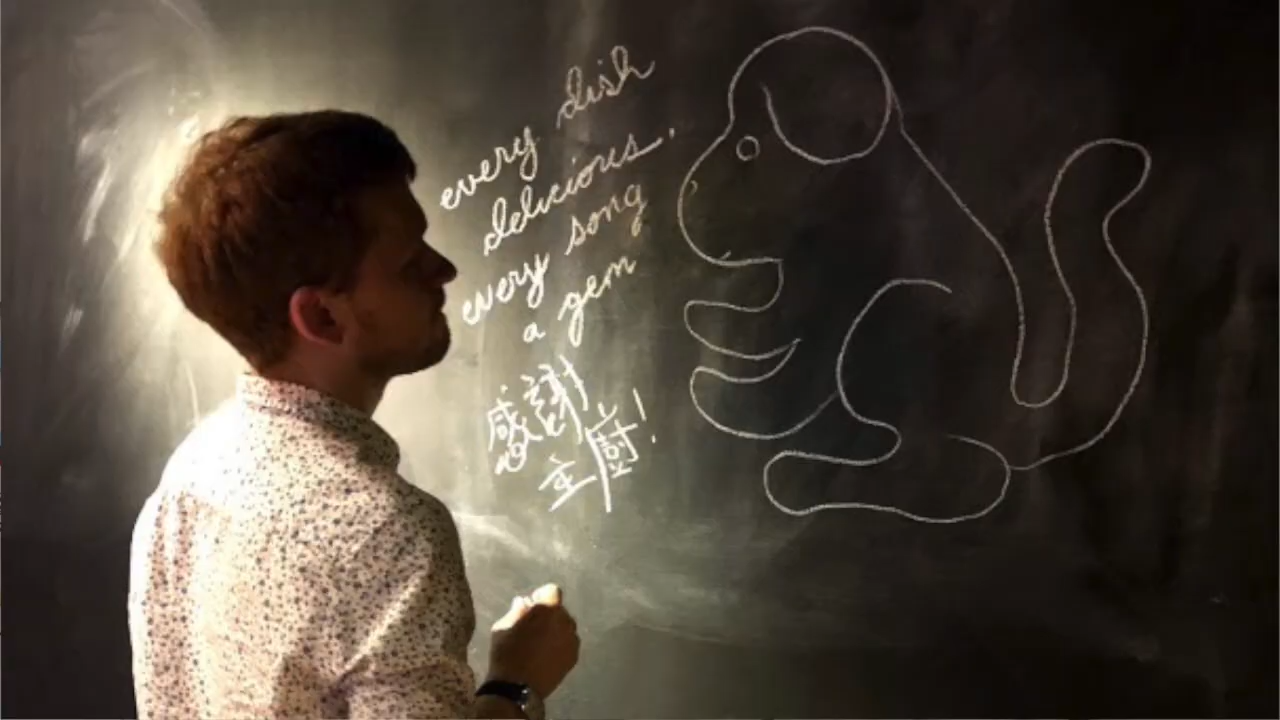 every dish
delicious,
every song
a gem
感謝
主廚!